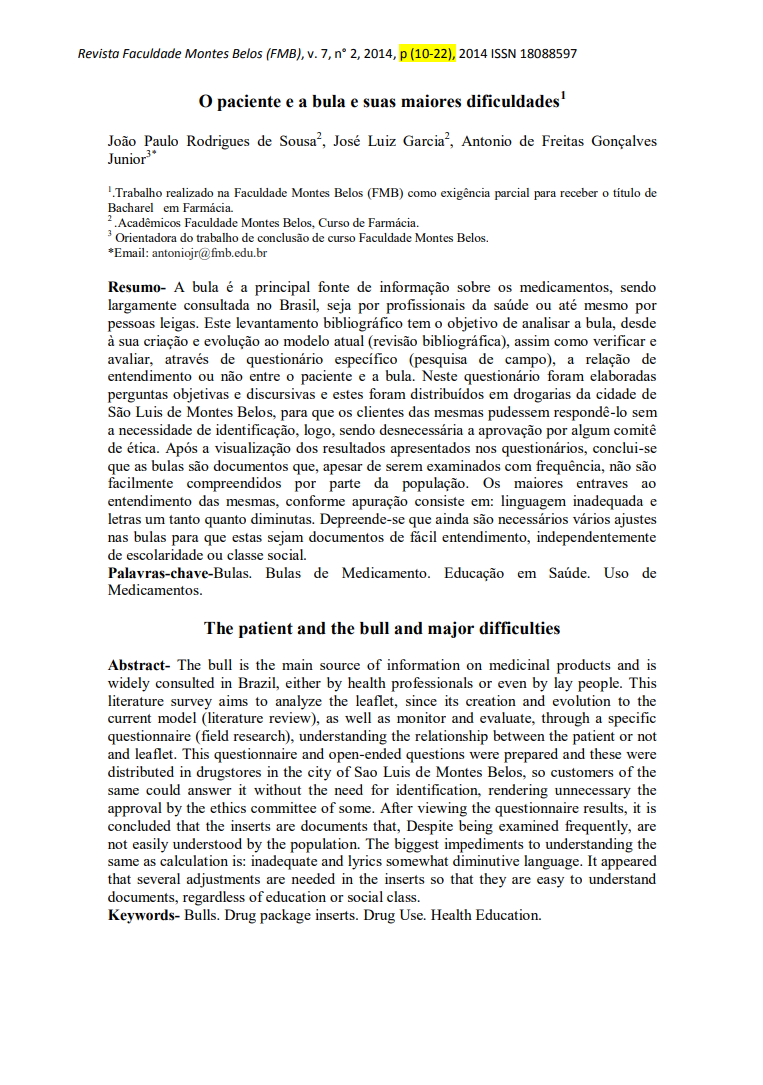 Revista Faculdade Montes Belos (FMB), v. 7, n° 2, 2014, p (10-22), 2014 ISSN 18088597
O paciente e a bula e suas maiores dificuldades1
João Paulo Rodrigues de Sousa2, José Luiz Garcia2, Antonio de Freitas Gonçalves
Junior3*
1.Trabalho realizado na Faculdade Montes Belos (FMB) como exigência parcial para receber o título de
Bacharel em Farmácia.
2 .Acadêmicos Faculdade Montes Belos, Curso de Farmácia.
3 Orientadora do trabalho de conclusão de curso Faculdade Montes Belos.
*Email: antoniojr@fmb.edu.br
Resumo- A bula é a principal fonte de informação sobre os medicamentos, sendo
largamente consultada no Brasil, seja por profissionais da saúde ou até mesmo por
pessoas leigas. Este levantamento bibliográfico tem o objetivo de analisar a bula, desde
à sua criação e evolução ao modelo atual (revisão bibliográfica), assim como verificar e
avaliar, através de questionário específico (pesquisa de campo), a relação de
entendimento ou não entre o paciente e a bula. Neste questionário foram elaboradas
perguntas objetivas e discursivas e estes foram distribuídos em drogarias da cidade de
São Luis de Montes Belos, para que os clientes das mesmas pudessem respondê-lo sem
a necessidade de identificação, logo, sendo desnecessária a aprovação por algum comitê
de ética. Após a visualização dos resultados apresentados nos questionários, conclui-se
que as bulas são documentos que, apesar de serem examinados com frequência, não são
facilmente compreendidos por parte da população. Os maiores entraves ao
entendimento das mesmas, conforme apuração consiste em: linguagem inadequada e
letras um tanto quanto diminutas. Depreende-se que ainda são necessários vários ajustes
nas bulas para que estas sejam documentos de fácil entendimento, independentemente
de escolaridade ou classe social.
Palavras-chave-Bulas. Bulas de Medicamento. Educação em Saúde. Uso de
Medicamentos.
The patient and the bull and major difficulties
Abstract- The bull is the main source of information on medicinal products and is
widely consulted in Brazil, either by health professionals or even by lay people. This
literature survey aims to analyze the leaflet, since its creation and evolution to the
current model (literature review), as well as monitor and evaluate, through a specific
questionnaire (field research), understanding the relationship between the patient or not
and leaflet. This questionnaire and open-ended questions were prepared and these were
distributed in drugstores in the city of Sao Luis de Montes Belos, so customers of the
same could answer it without the need for identification, rendering unnecessary the
approval by the ethics committee of some. After viewing the questionnaire results, it is
concluded that the inserts are documents that, Despite being examined frequently, are
not easily understood by the population. The biggest impediments to understanding the
same as calculation is: inadequate and lyrics somewhat diminutive language. It appeared
that several adjustments are needed in the inserts so that they are easy to understand
documents, regardless of education or social class.
Keywords- Bulls. Drug package inserts. Drug Use. Health Education.